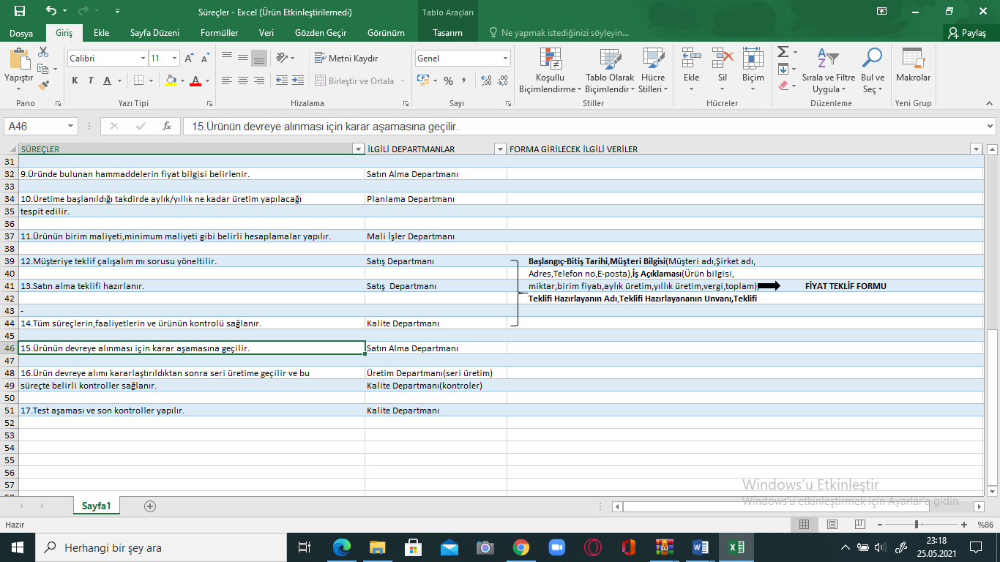 Süreçler - Excel (Ürün Etkinleştirilemedi)
Tablo Araçları
Dosya Giriş Ekle Sayfa Düzeni Formüller Veri Gözden Geçir Görünüm Tasarım Ne yapmak istediğinizi söyleyin... Paylaş
Yapıştır
Calibri 11
K T A
Metni Kaydır
Birleştir ve Ortala
Genel
% ,
Koşullu Biçimlendirme
Tablo Olarak Biçimlendir
Hücre Stilleri
Ekle
Sil
Biçim
Sırala ve Filtre Uygula
Bul ve Seç
Makrolar
Pano Yazı Tipi Hizalama Sayı Stiller Hücreler Düzenleme Yeni Grup
A46 fx 15.Ürünün devreye alınması için karar aşamasına geçilir.
SÜREÇLER İLGİLİ DEPARTMANLAR FORMA GİRİLECEK İLGİLİ VERİLER
31
32 9.Üründe bulunan hammaddelerin fiyat bilgisi belirlenir. Satın Alma Departmanı
33
34 10.Üretime başlanıldığı takdirde aylık/yıllık ne kadar üretim yapılacağı Planlama Departmanı
35 tespit edilir.
36
37 11.Ürünün birim maliyeti,minimum maliyeti gibi belirli hesaplamalar yapılır. Mali İşler Departmanı
38
39 12.Müşteriye teklif çalışalım mı sorusu yöneltilir. Satış Departmanı Başlangıç-Bitiş Tarihi,Müşteri Bilgisi(Müşteri adı,Şirket adı,
40 Adres,Telefon no,E-posta),İş Açıklaması(Ürün bilgisi,
41 13.Satın alma teklifi hazırlanır. Satış  Departmanı miktar,birim fiyatı,aylık üretim,yıllık üretim,vergi,toplam), FİYAT TEKLİF FORMU
42 Teklifi Hazırlayanın Adı,Teklifi Hazırlayananın Unvanı,Teklifi
43 -
44 14.Tüm süreçlerin,faaliyetlerin ve ürünün kontrolü sağlanır. Kalite Departmanı
45
46 15.Ürünün devreye alınması için karar aşamasına geçilir. Satın Alma Departmanı
47
48 16.Ürün devreye alımı kararlaştırıldıktan sonra seri üretime geçilir ve bu Üretim Departmanı(seri üretim)
49 süreçte belirli kontroller sağlanır. Kalite Departmanı(kontroler)
50
51 17.Test aşaması ve son kontroller yapılır. Kalite Departmanı
52
53
54
55
56
57
Windows'u Etkinleştir
Windows'u etkinleştirmek için Ayarlar'a gidin.
Sayfa1
Hazır %86
Herhangi bir şey ara
23:18
25.05.2021